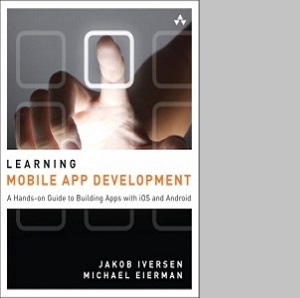 LEARNING
MOBILE APP DEVELOPMENT
A Hands-on Guide to Building Apps with iOS and Android
JAKOB IVERSEN
MICHAEL EIERMAN